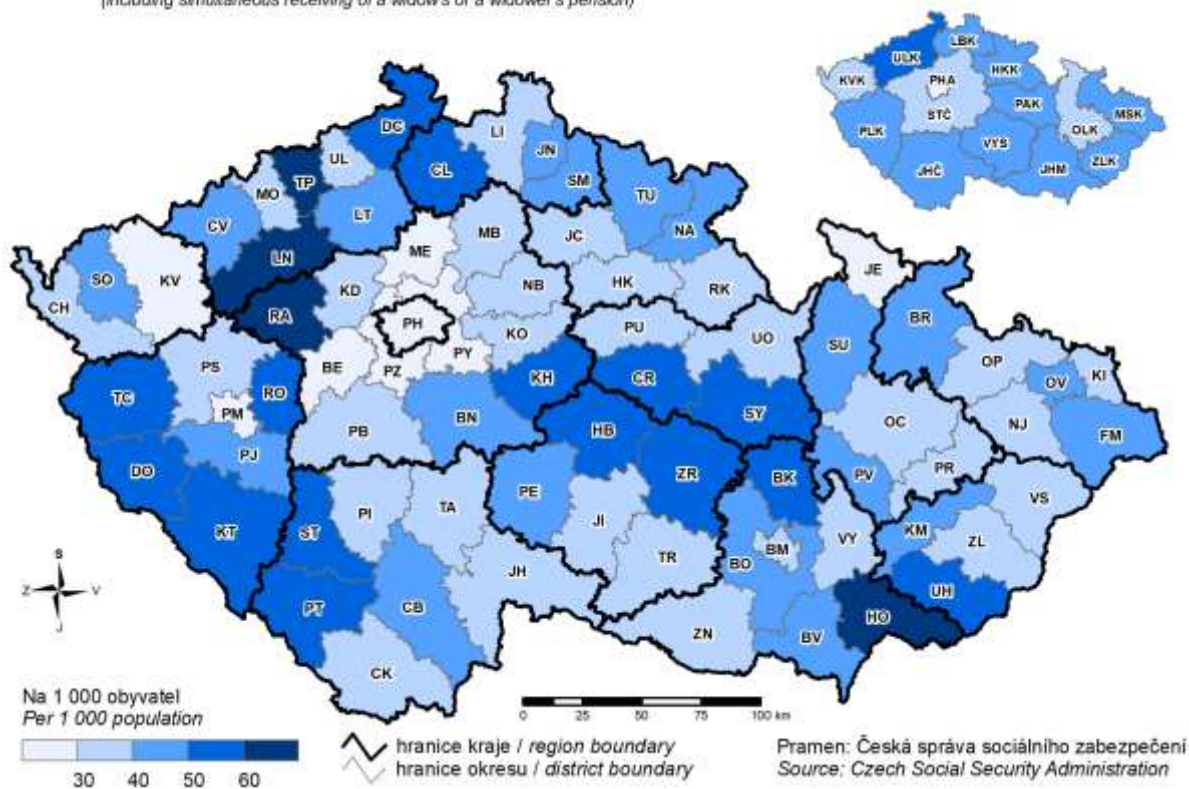 (including simultaneous receiving of a widow's or a widower's pension)
LBK
ULK
HKK
KVK
PHA
PAK
MSK
STČ
PLK
OLK
VYS
ZLK
JHČ
JHM
DC
LI
UL
JN
CL
TP
MO
SM
TU
LT
CV
NA
MB
JC
ME
LN
JE
SO
KV
NB
HK
RK
KD
CH
RA
PH
BR
PU
KO
UO
SU
PY
OP
BE
PZ
PS
KI
OV
RO
KH
CR
TC
PM
SY
BN
OC
NJ
FM
PB
HB
PJ
PR
DO
ZR
BK
PV
PE
VS
PI
TA
KM
KT
ST
JI
VY
ZL
BM
TR
BO
JH
UH
PT
CB
HO
ZN
BV
CK
S
Z V
J
Na 1 000 obyvatel
Per 1 000 population
30 40 50 60
0 25 50 75 100 km
hranice kraje / region boundary
hranice okresu / district boundary
Pramen: Česká správa sociálního zabezpečení
Source: Czech Social Security Administration